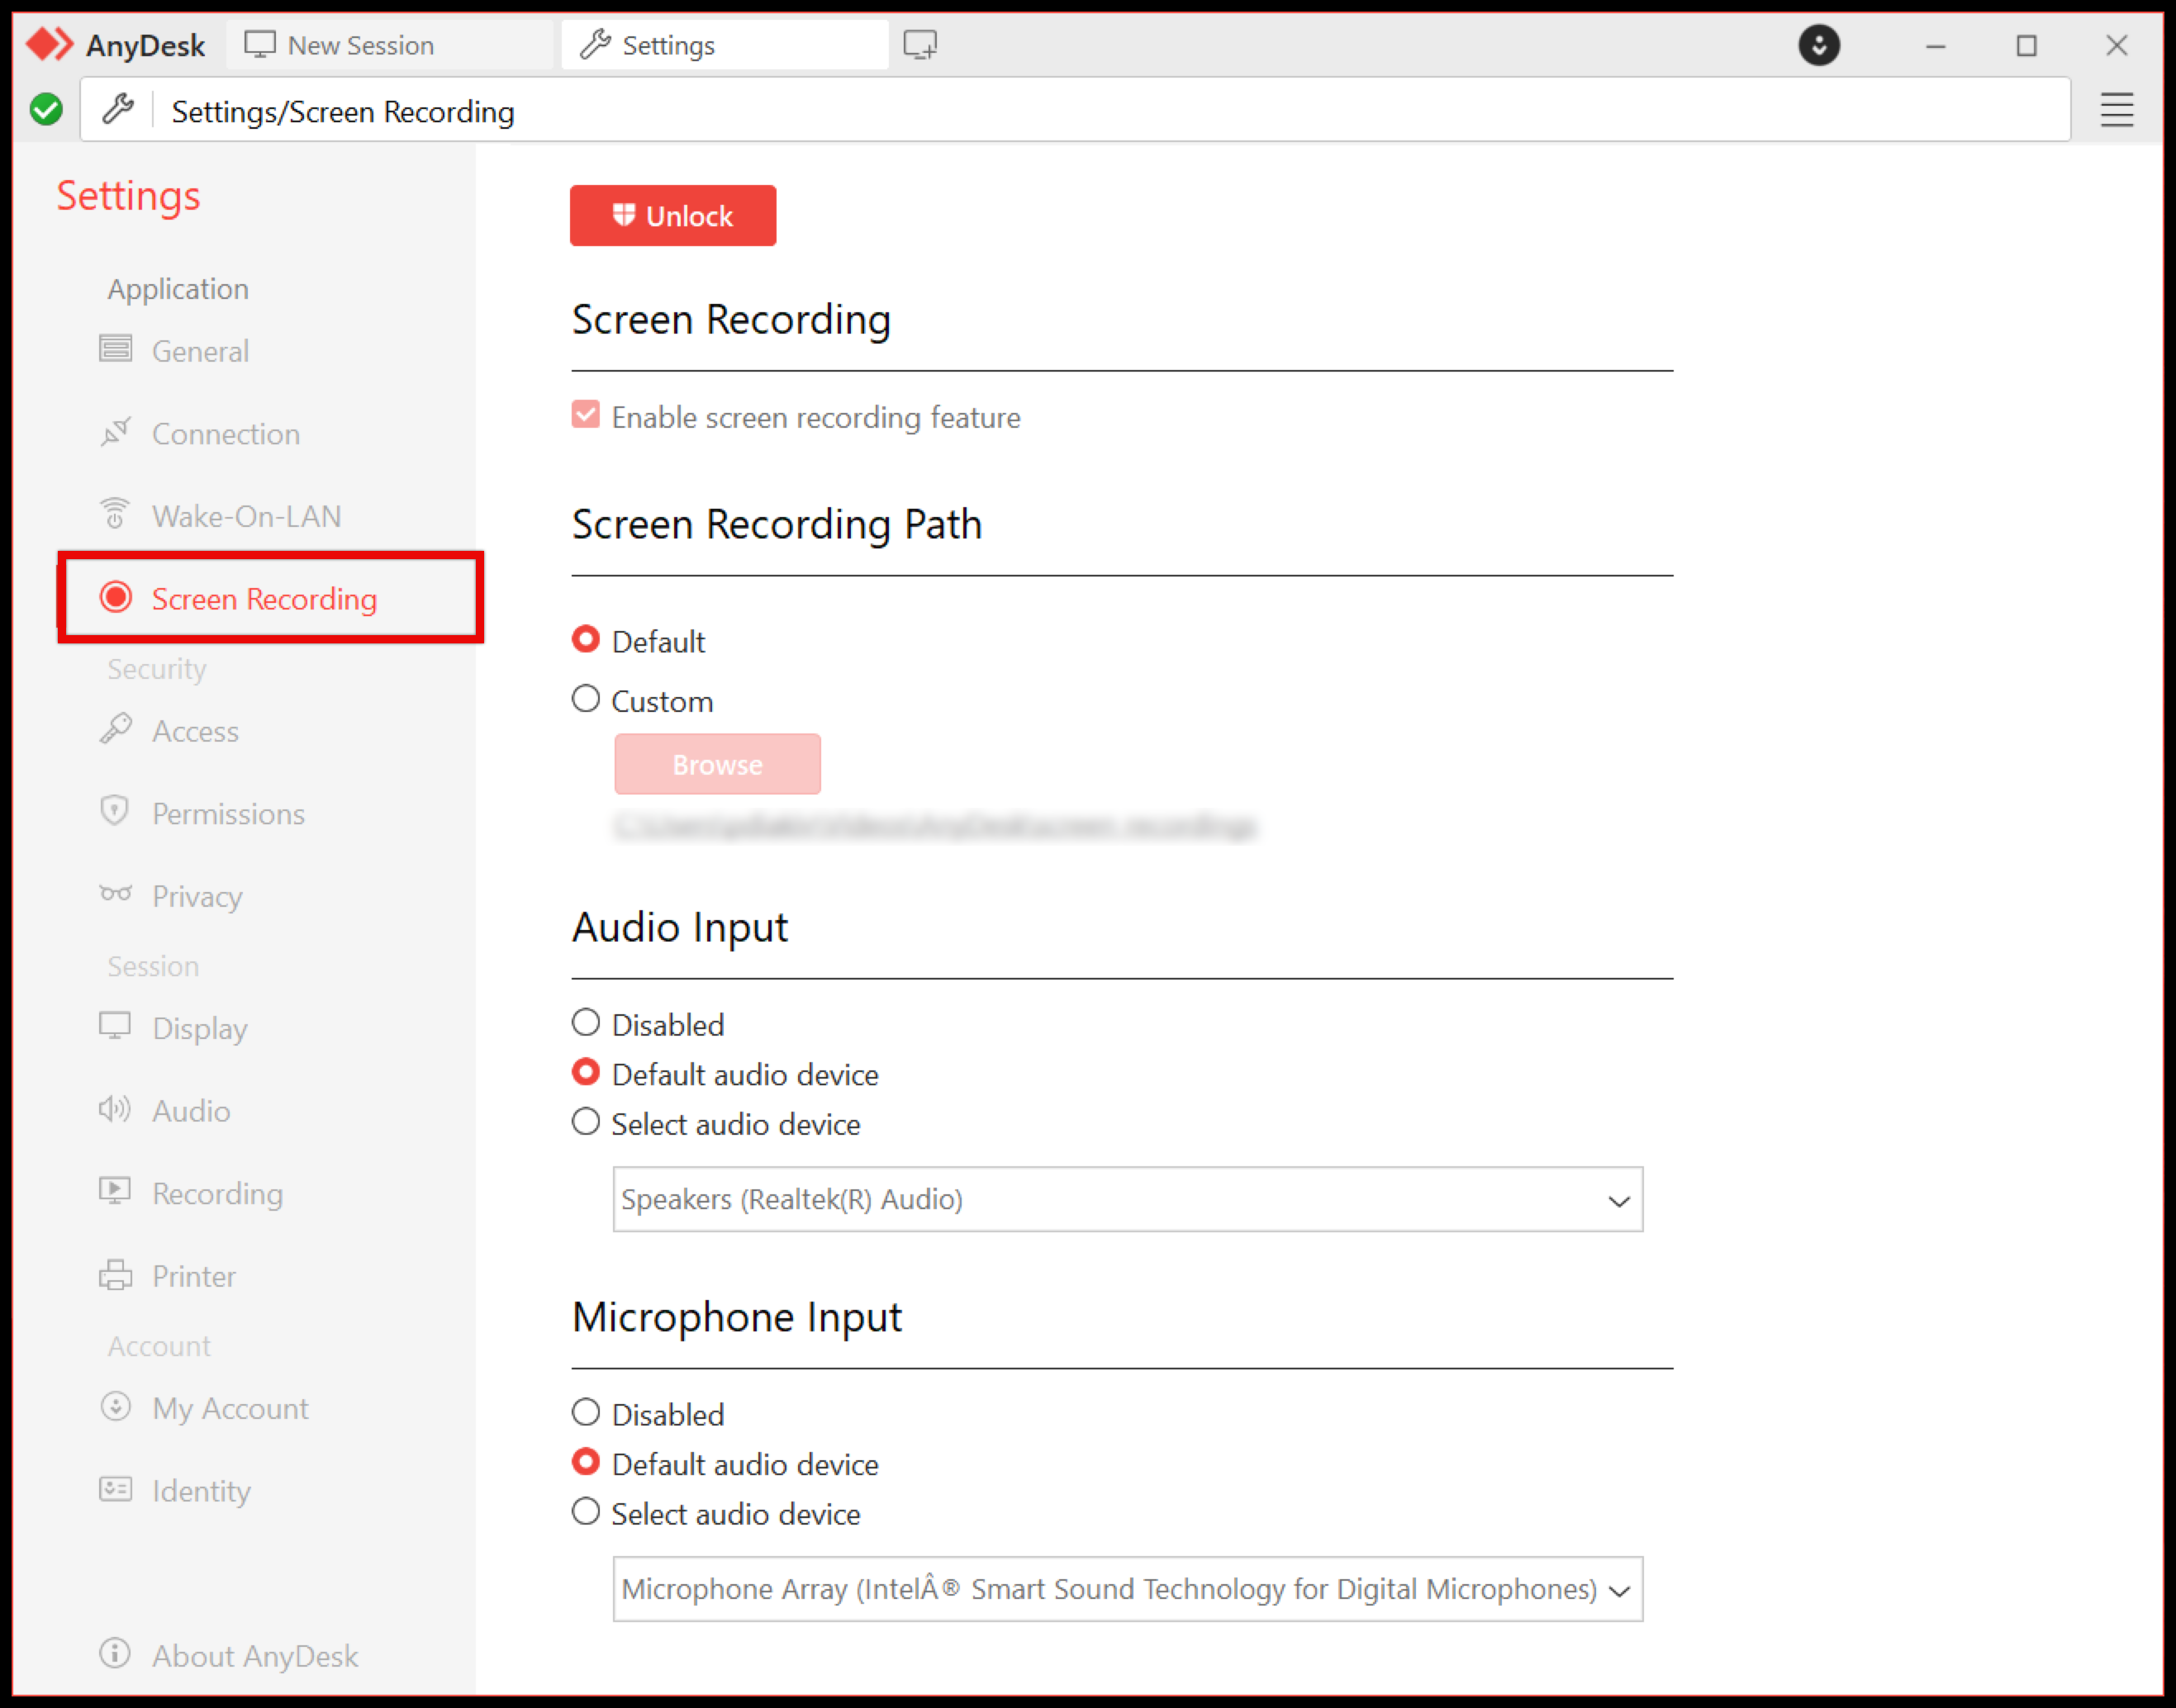 AnyDesk
New Session
Settings
Settings/Screen Recording
Settings
Application
General
Connection
Wake-On-LAN
Screen Recording
Security
Access
Permissions
Privacy
Session
Display
Audio
Recording
Printer
Account
My Account
Identity
About AnyDesk
Unlock
Screen Recording
Enable screen recording feature
Screen Recording Path
Default
Custom
Browse
Audio Input
Disabled
Default audio device
Select audio device
Speakers (Realtek(R) Audio)
Microphone Input
Disabled
Default audio device
Select audio device
Microphone Array (IntelÂ® Smart Sound Technology for Digital Microphones)